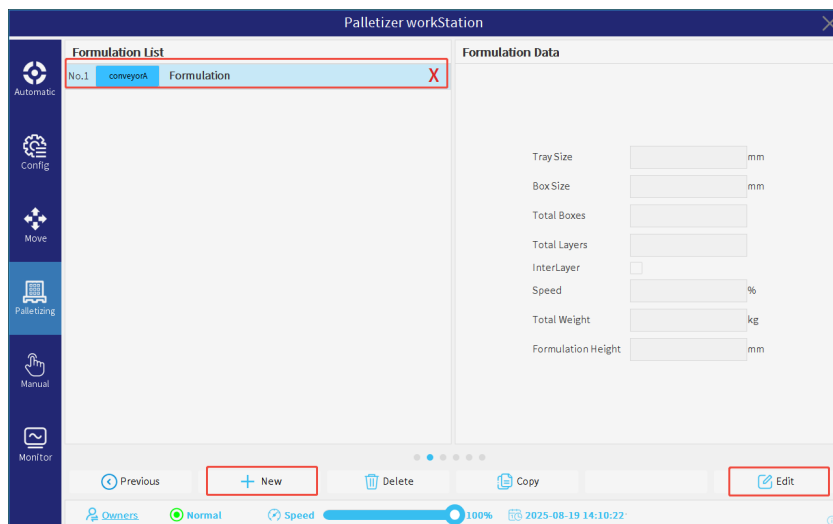 Palletizer workStation
Formulation List
Formulation Data
No.1 conveyorA Formulation X
Automatic
Config
Move
Palletizing
Manual
Monitor
Tray Size mm
Box Size mm
Total Boxes
Total Layers
InterLayer
Speed %
Total Weight kg
Formulation Height mm
Previous
New
Delete
Copy
Edit
Owners Normal Speed 100% 2025-08-19 14:10:22